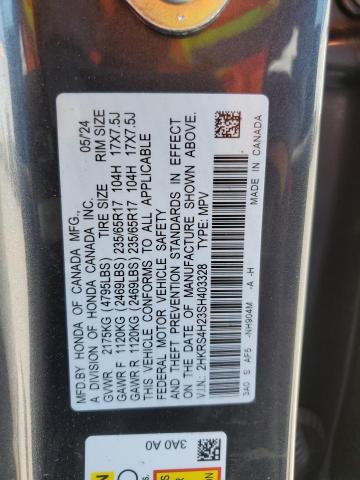 MFD.BY HONDA OF CANADA MFG., 05/24
A DIVISION OF HONDA CANADA INC.
TIRE SIZE RIM SIZE
GVWR 2175KG (4795LBS)
GAWR F 1120KG (2469LBS) 235/65R17 104H 17X7.5J
GAWR R 1120KG (2469LBS) 235/65R17 104H 17X7.5J
THIS VEHICLE CONFORMS TO ALL APPLICABLE
FEDERAL MOTOR VEHICLE SAFETY
AND THEFT PREVENTION STANDARDS IN EFFECT
ON THE DATE OF MANUFACTURE SHOWN ABOVE.
V.I.N.: 2HKRS4H23SH403328 TYPE: MPV
3A0 S AF5 -NH904M -A -H MADE IN CANADA
3A0 A0